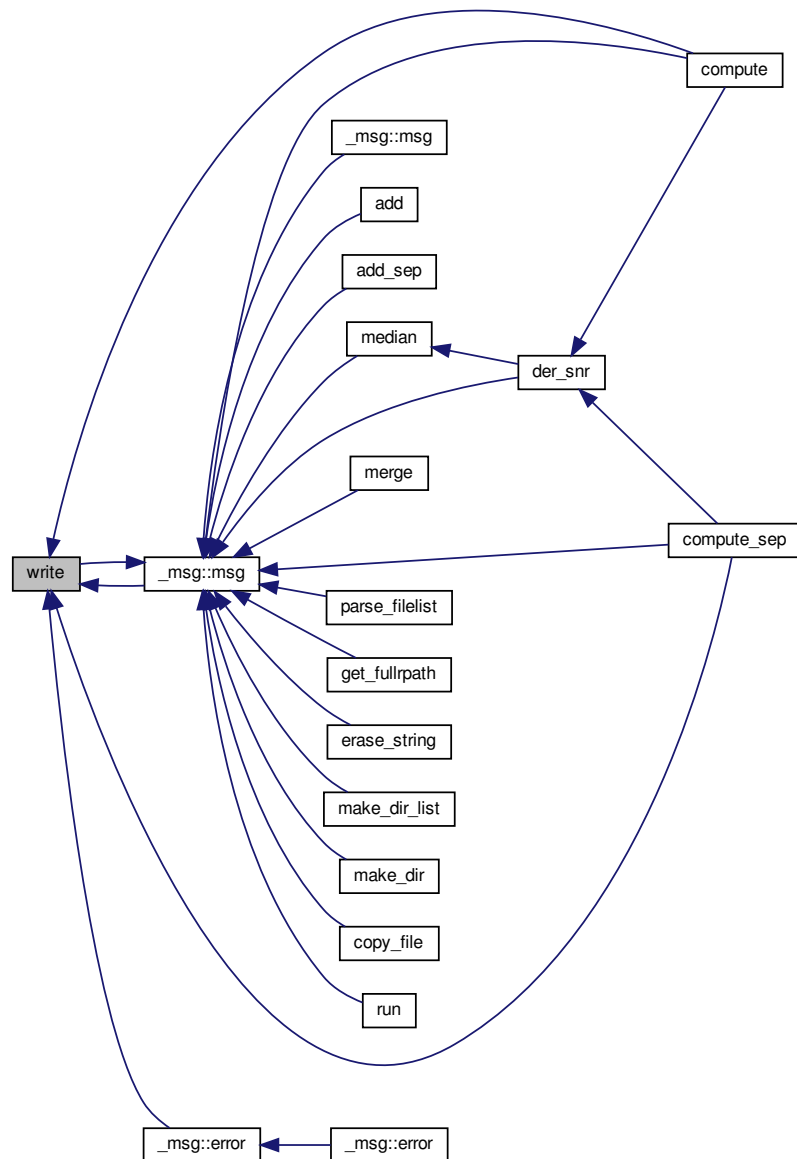 compute
_msg::msg
add
add_sep
median
der_snr
merge
compute_sep
write
_msg::msg
parse_filelist
get_fullrpath
erase_string
make_dir_list
make_dir
copy_file
run
_msg::error
_msg::error